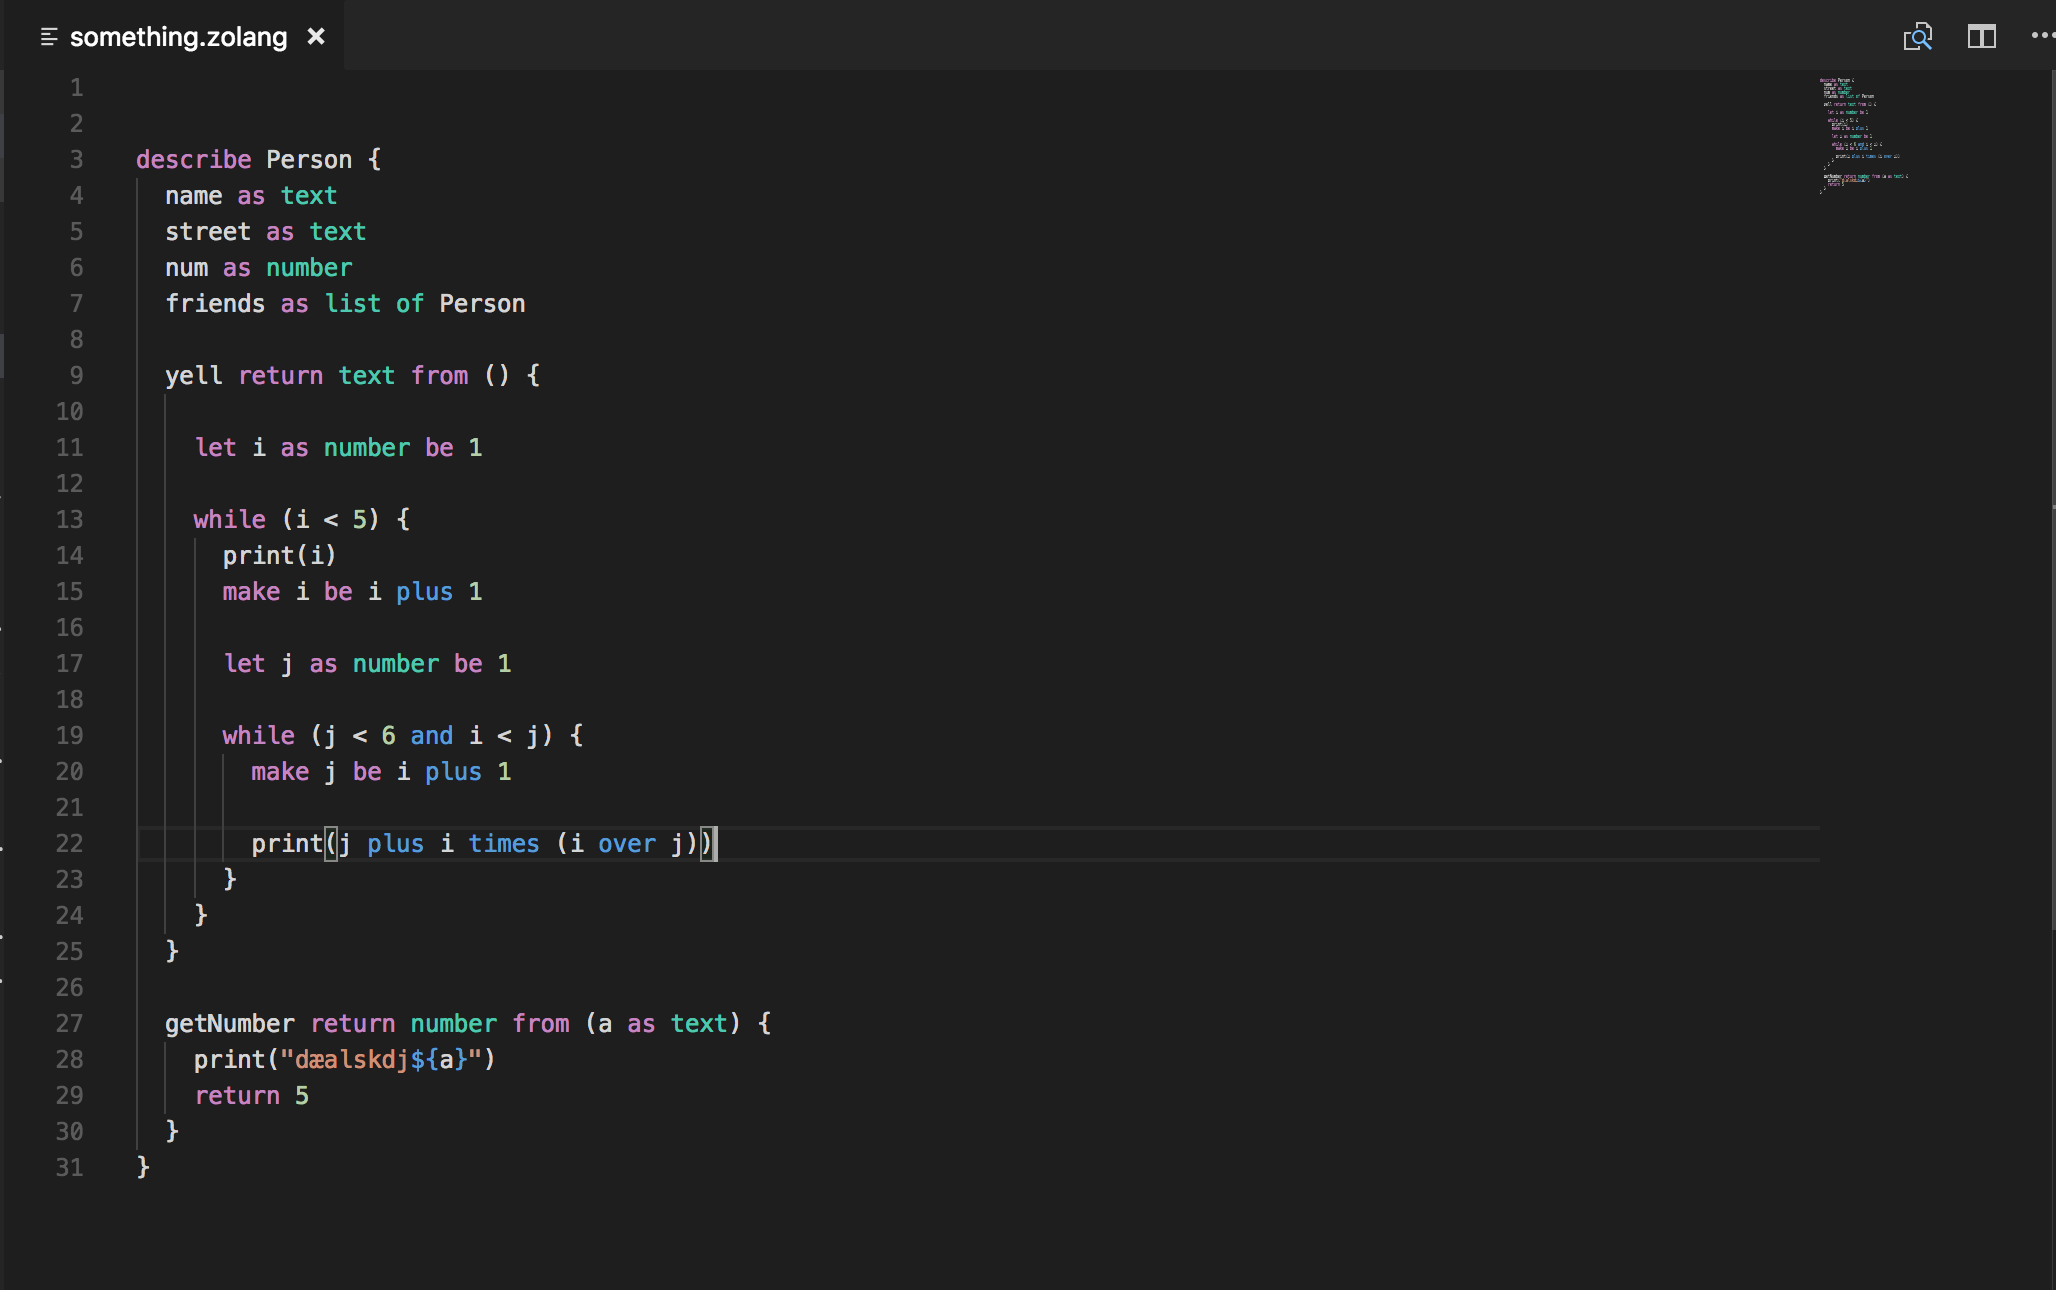 something.zolang
1
2
3 describe Person {
4 name as text
5 street as text
6 num as number
7 friends as list of Person
8
9 yell return text from () {
10
11 let i as number be 1
12
13 while (i < 5) {
14 print(i)
15 make i be i plus 1
16
17 let j as number be 1
18
19 while (j < 6 and i < j) {
20 make j be i plus 1
21
22 print(j plus i times (i over j))
23 }
24 }
25 }
26
27 getNumber return number from (a as text) {
28 print("dæalskdj${a}")
29 return 5
30 }
31 }